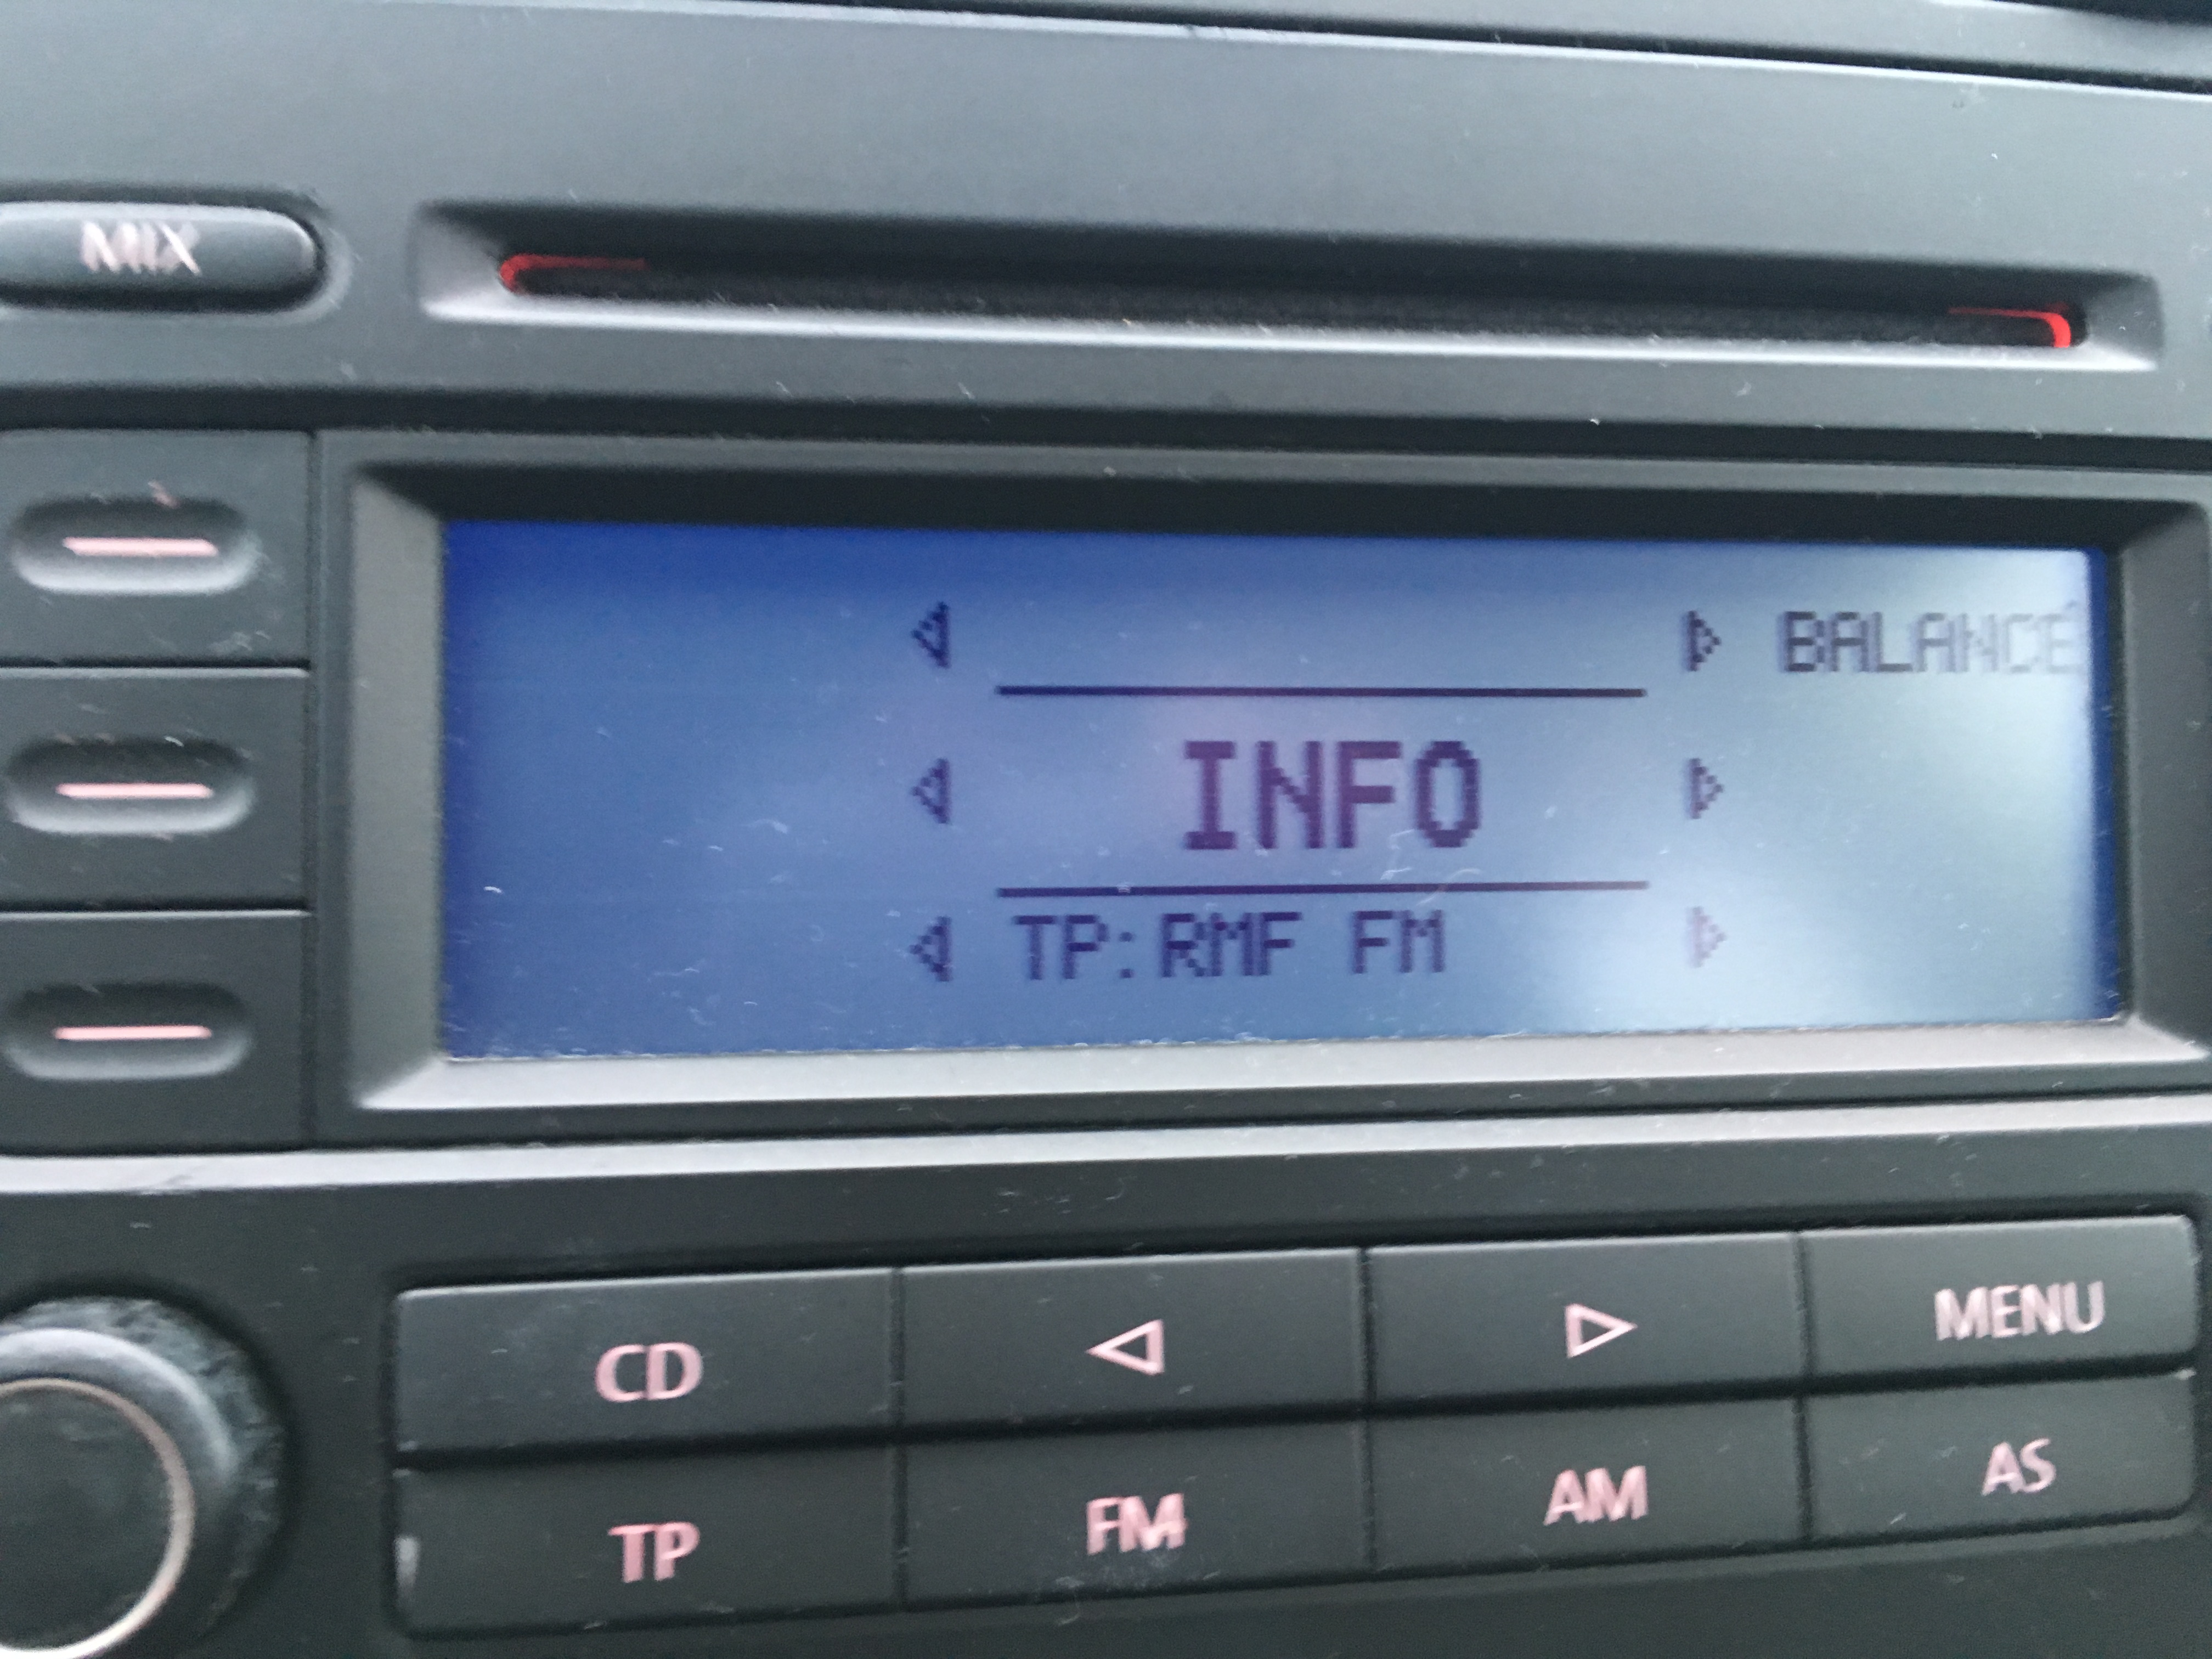 MIX
BALANCE
INFO
TP:RMF FM
CD
MENU
TP
FM
AM
AS